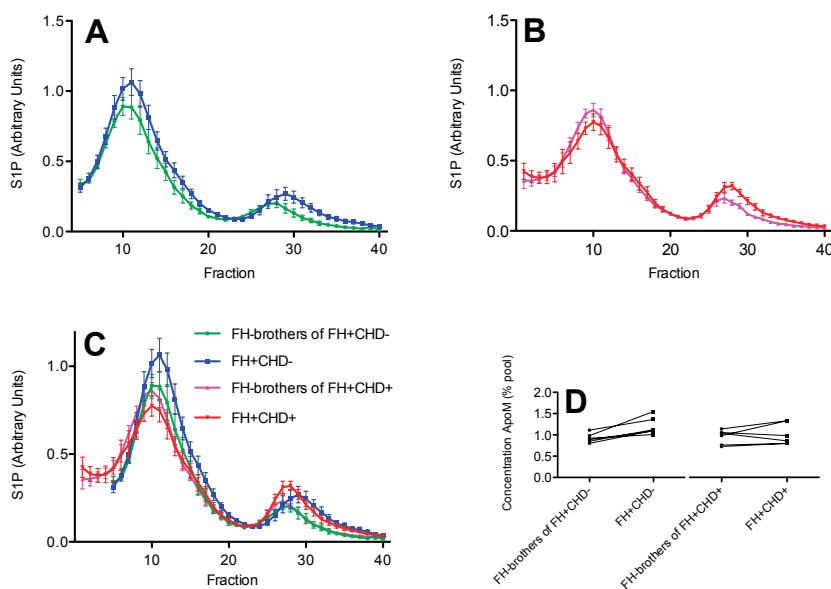 A
1.5
1.0
0.5
0.0
S1P (Arbitrary Units)
10
20
30
40
Fraction
B
1.5
1.0
0.5
0.0
S1P (Arbitrary Units)
10
20
30
40
Fraction
C
1.0
0.5
0.0
S1P (Arbitrary Units)
10
20
30
40
Fraction
FH-brothers of FH+CHD-
FH+CHD-
FH-brothers of FH+CHD+
FH+CHD+
D
2.0
1.5
1.0
0.5
0.0
Concentration ApoM (% pool)
FH-brothers of FH+CHD-
FH+CHD-
FH-brothers of FH+CHD+
FH+CHD+